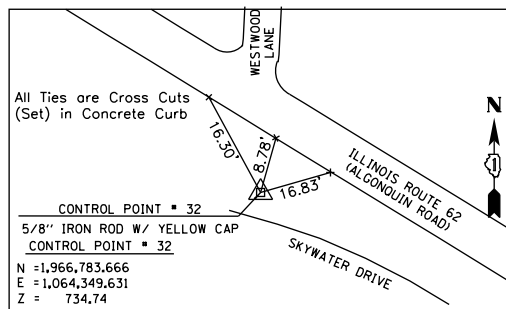 WESTWOOD
LANE
All Ties are Cross Cuts
(Set) in Concrete Curb
N
1
16.30'
8.78'
16.83'
ILLINOIS ROUTE 62
(ALGONQUIN ROAD)
CONTROL POINT " 32
5/8" IRON ROD W/ YELLOW CAP
CONTROL POINT " 32
SKYWATER DRIVE
N =1,966,783.666
E =1,064,349.631
Z = 734.74